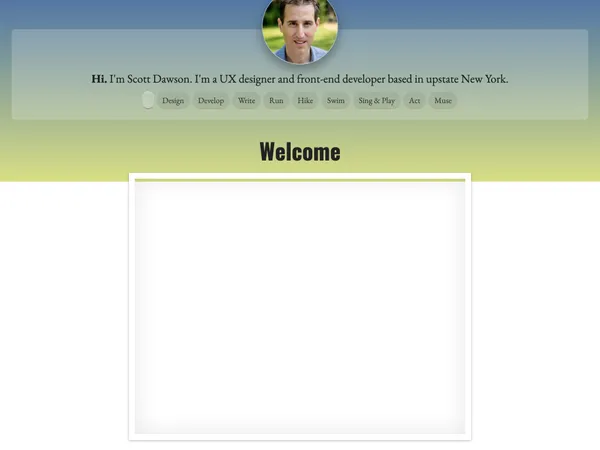 Hi. I'm Scott Dawson. I'm a UX designer and front-end developer based in upstate New York.
Design Develop Write Run Hike Swim Sing & Play Act Muse
Welcome